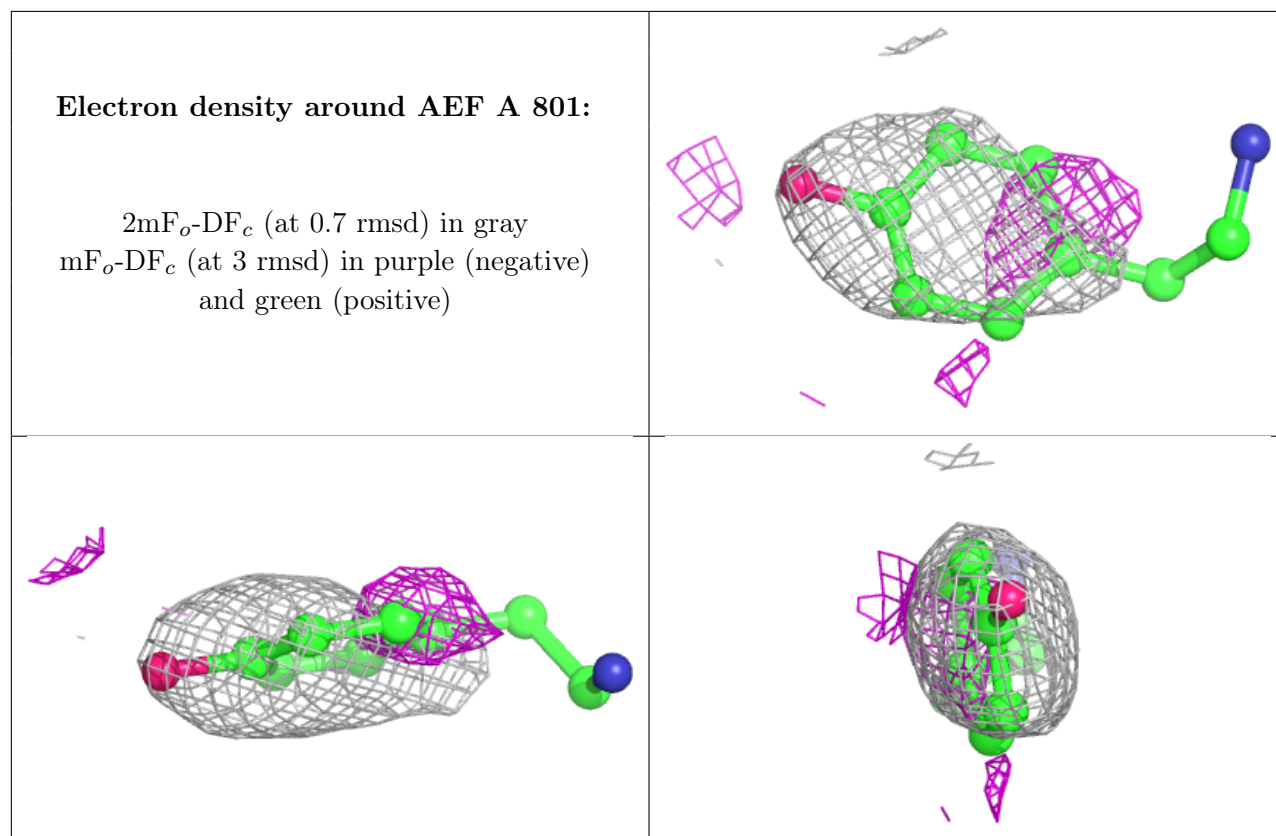 Electron density around AEF A 801:
2mFₒ-DF𝑐 (at 0.7 rmsd) in gray
mFₒ-DF𝑐 (at 3 rmsd) in purple (negative)
and green (positive)